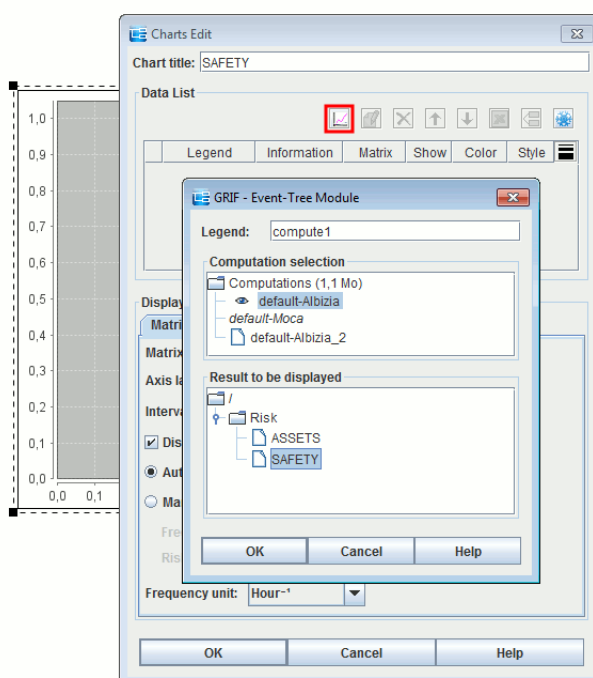 Charts Edit
Chart title: SAFETY
Data List
Legend Information Matrix Show Color Style
GRIF - Event-Tree Module
Legend: compute1
Computation selection
Computations (1,1 Mo)
default-Albizia
default-Moca
default-Albizia_2
Result to be displayed
/
Risk
ASSETS
SAFETY
OK Cancel Help
Display
Matri
Matrix
Axis la
Interva
Dis
Aut
Ma
Fre
Ris
Frequency unit: Hour⁻¹
OK Cancel Help
1,0
0,9
0,8
0,7
0,6
0,5
0,4
0,3
0,2
0,1
0,0
0,0 0,1